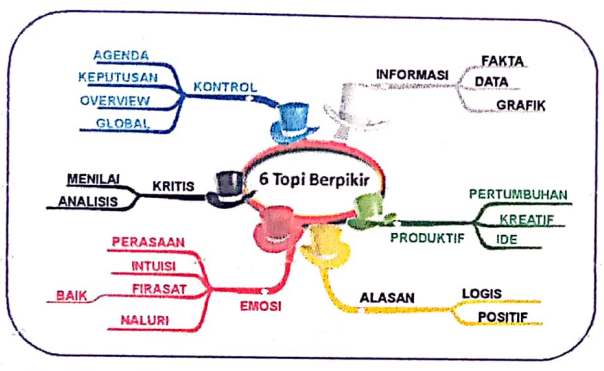 6 Topi Berpikir
KONTROL
AGENDA
KEPUTUSAN
OVERVIEW
GLOBAL
INFORMASI
FAKTA
DATA
GRAFIK
KRITIS
MENILAI
ANALISIS
PRODUKTIF
PERTUMBUHAN
KREATIF
IDE
EMOSI
PERASAAN
INTUISI
FIRASAT
BAIK
NALURI
ALASAN
LOGIS
POSITIF